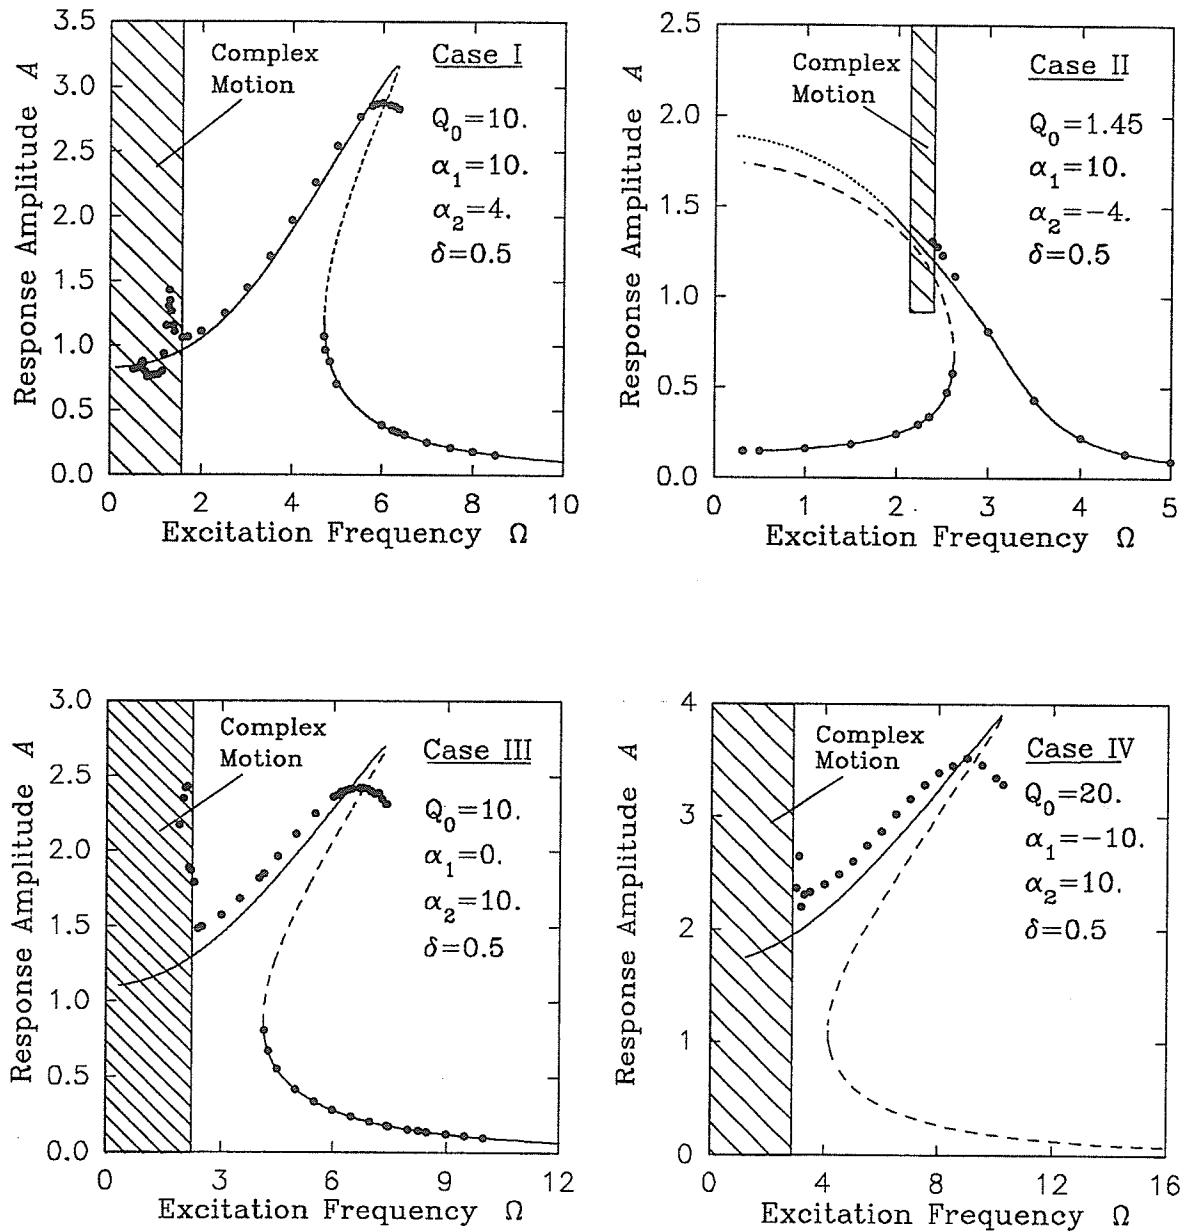 3.5
3.0
2.5
2.0
1.5
1.0
0.5
0.0
Response Amplitude A
Complex
Motion
Case I
Q₀=10.
α₁=10.
α₂=4.
δ=0.5
0 2 4 6 8 10
Excitation Frequency Ω
2.5
2.0
1.5
1.0
0.5
0.0
Response Amplitude A
Complex
Motion
Case II
Q₀=1.45
α₁=10.
α₂=-4.
δ=0.5
0 1 2 3 4 5
Excitation Frequency Ω
3.0
2.5
2.0
1.5
1.0
0.5
0.0
Response Amplitude A
Complex
Motion
Case III
Q₀=10.
α₁=0.
α₂=10.
δ=0.5
0 3 6 9 12
Excitation Frequency Ω
4
3
2
1
0
Response Amplitude A
Complex
Motion
Case IV
Q₀=20.
α₁=-10.
α₂=10.
δ=0.5
0 4 8 12 16
Excitation Frequency Ω